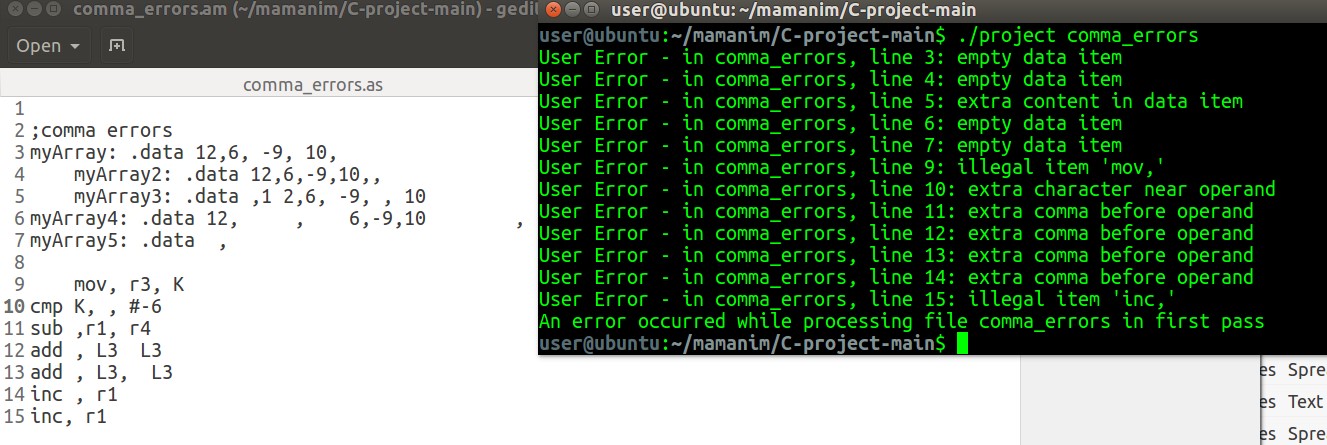 comma_errors.am (~/mamanim/C-project-main) - gedit
Open
comma_errors.as
1
2 ;comma errors
3 myArray: .data 12,6, -9, 10,
4     myArray2: .data 12,6,-9,10,,
5     myArray3: .data ,1 2,6, -9, , 10
6 myArray4: .data 12,     ,    6,-9,10        ,
7 myArray5: .data  ,
8
9     mov, r3, K
10 cmp K, , #-6
11 sub ,r1, r4
12 add , L3  L3
13 add , L3,  L3
14 inc , r1
15 inc, r1
user@ubuntu: ~/mamanim/C-project-main
user@ubuntu:~/mamanim/C-project-main$ ./project comma_errors
User Error - in comma_errors, line 3: empty data item
User Error - in comma_errors, line 4: empty data item
User Error - in comma_errors, line 5: extra content in data item
User Error - in comma_errors, line 6: empty data item
User Error - in comma_errors, line 7: empty data item
User Error - in comma_errors, line 9: illegal item 'mov,'
User Error - in comma_errors, line 10: extra character near operand
User Error - in comma_errors, line 11: extra comma before operand
User Error - in comma_errors, line 12: extra comma before operand
User Error - in comma_errors, line 13: extra comma before operand
User Error - in comma_errors, line 14: extra comma before operand
User Error - in comma_errors, line 15: illegal item 'inc,'
An error occurred while processing file comma_errors in first pass
user@ubuntu:~/mamanim/C-project-main$
es Spre
es Text
es Spre